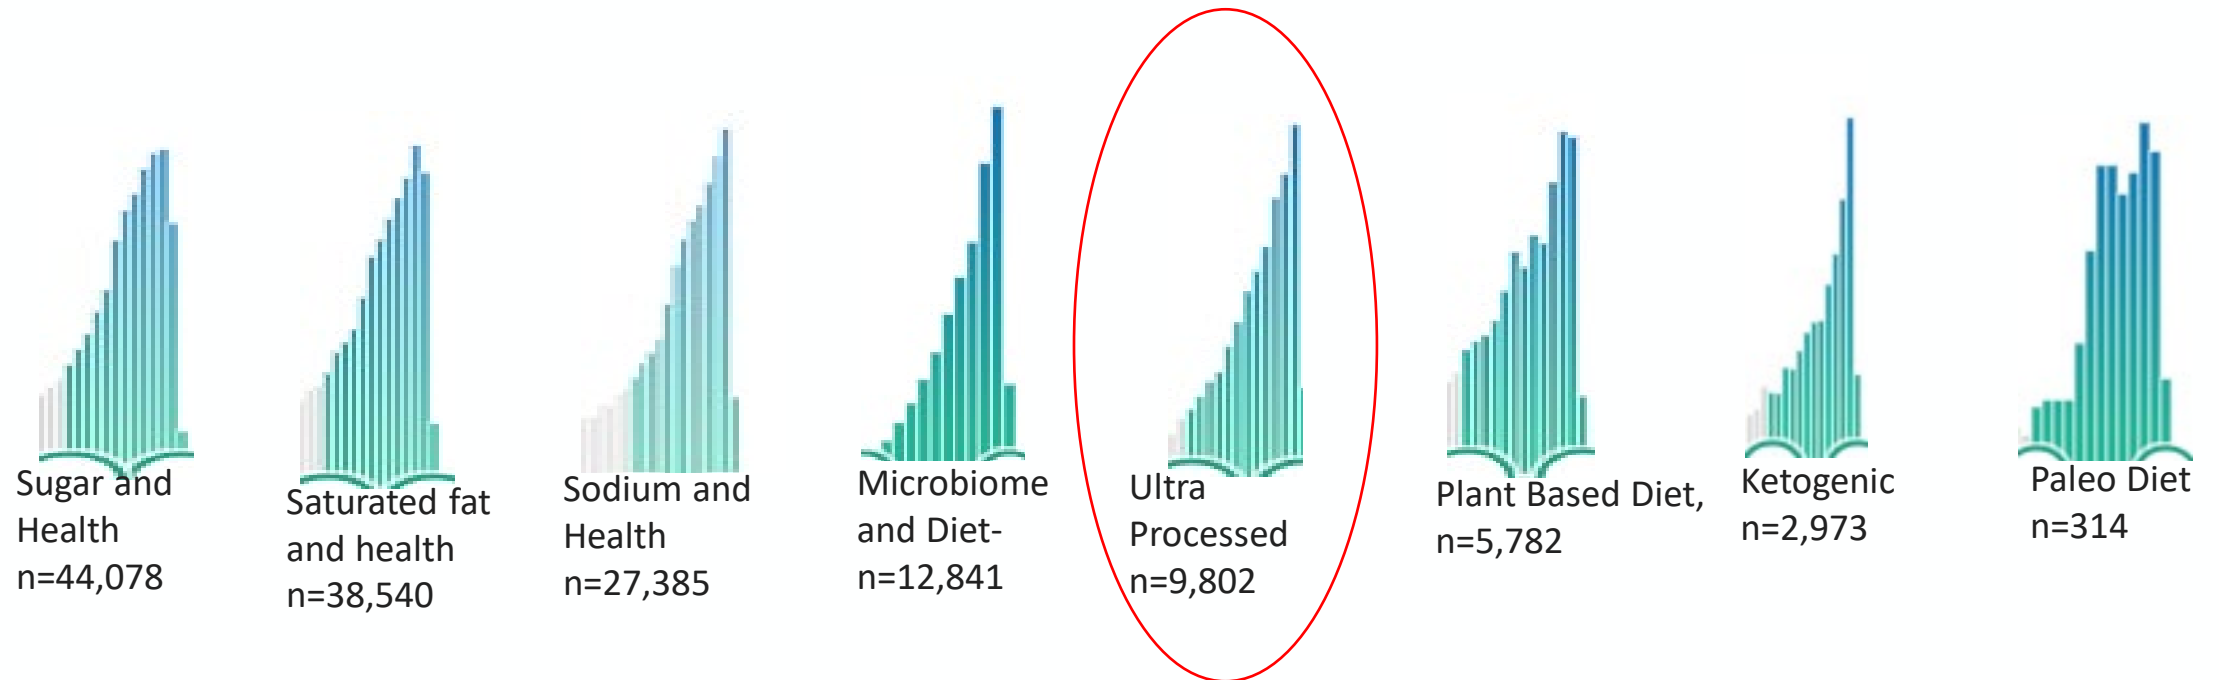 Sugar and
Health
n=44,078
Saturated fat
and health
n=38,540
Sodium and
Health
n=27,385
Microbiome
and Diet-
n=12,841
Ultra
Processed
n=9,802
Plant Based Diet,
n=5,782
Ketogenic
n=2,973
Paleo Diet
n=314